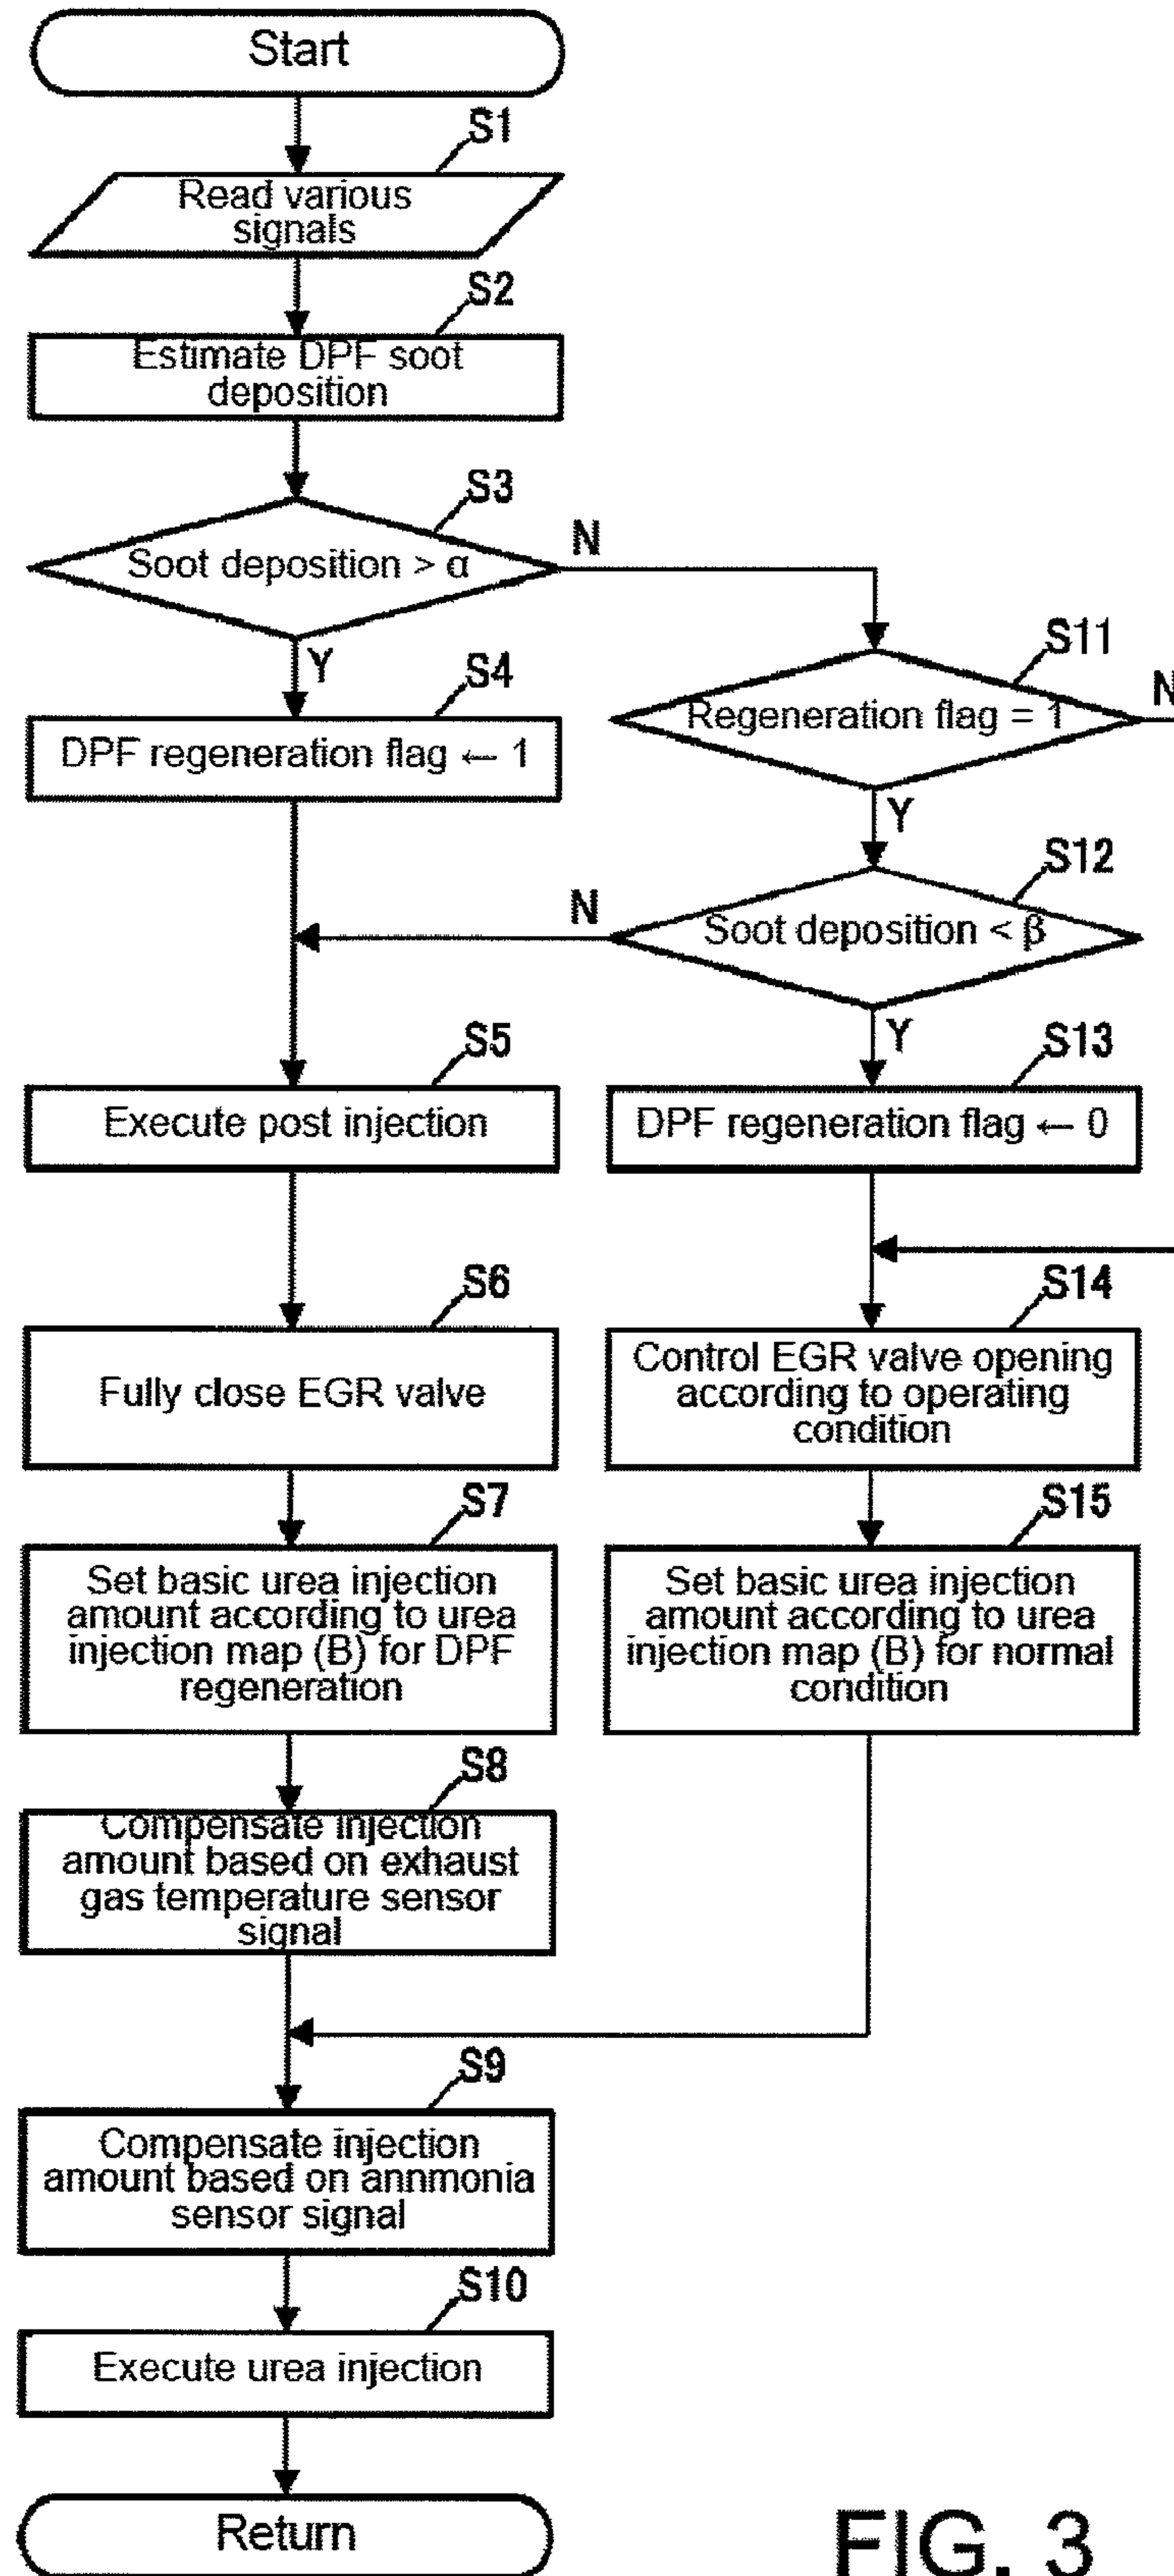 Start
S1
Read various
signals
S2
Estimate DPF soot
deposition
S3
Soot deposition > α
N
Y
S4
DPF regeneration flag ← 1
S11
Regeneration flag = 1
N
Y
S12
Soot deposition < β
N
Y
S5
Execute post injection
S13
DPF regeneration flag ← 0
S6
Fully close EGR valve
S14
Control EGR valve opening
according to operating
condition
S7
Set basic urea injection
amount according to urea
injection map (B) for DPF
regeneration
S15
Set basic urea injection
amount according to urea
injection map (B) for normal
condition
S8
Compensate injection
amount based on exhaust
gas temperature sensor
signal
S9
Compensate injection
amount based on annmonia
sensor signal
S10
Execute urea injection
Return
FIG. 3